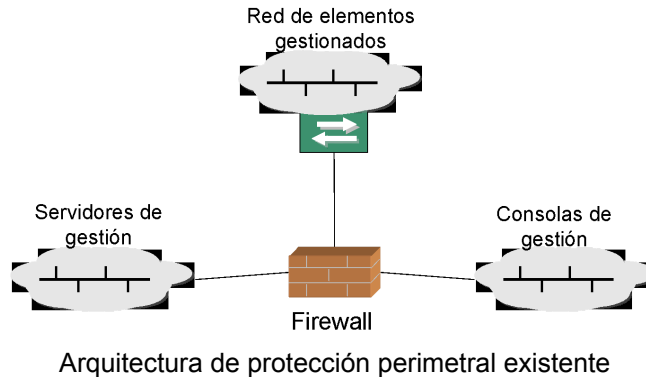 Red de elementos
gestionados
Servidores de
gestión
Consolas de
gestión
Firewall
Arquitectura de protección perimetral existente